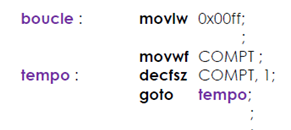 boucle :    movlw 0x00ff;
;
movwf COMPT ;
tempo :    decfsz COMPT, 1;
goto tempo;
;